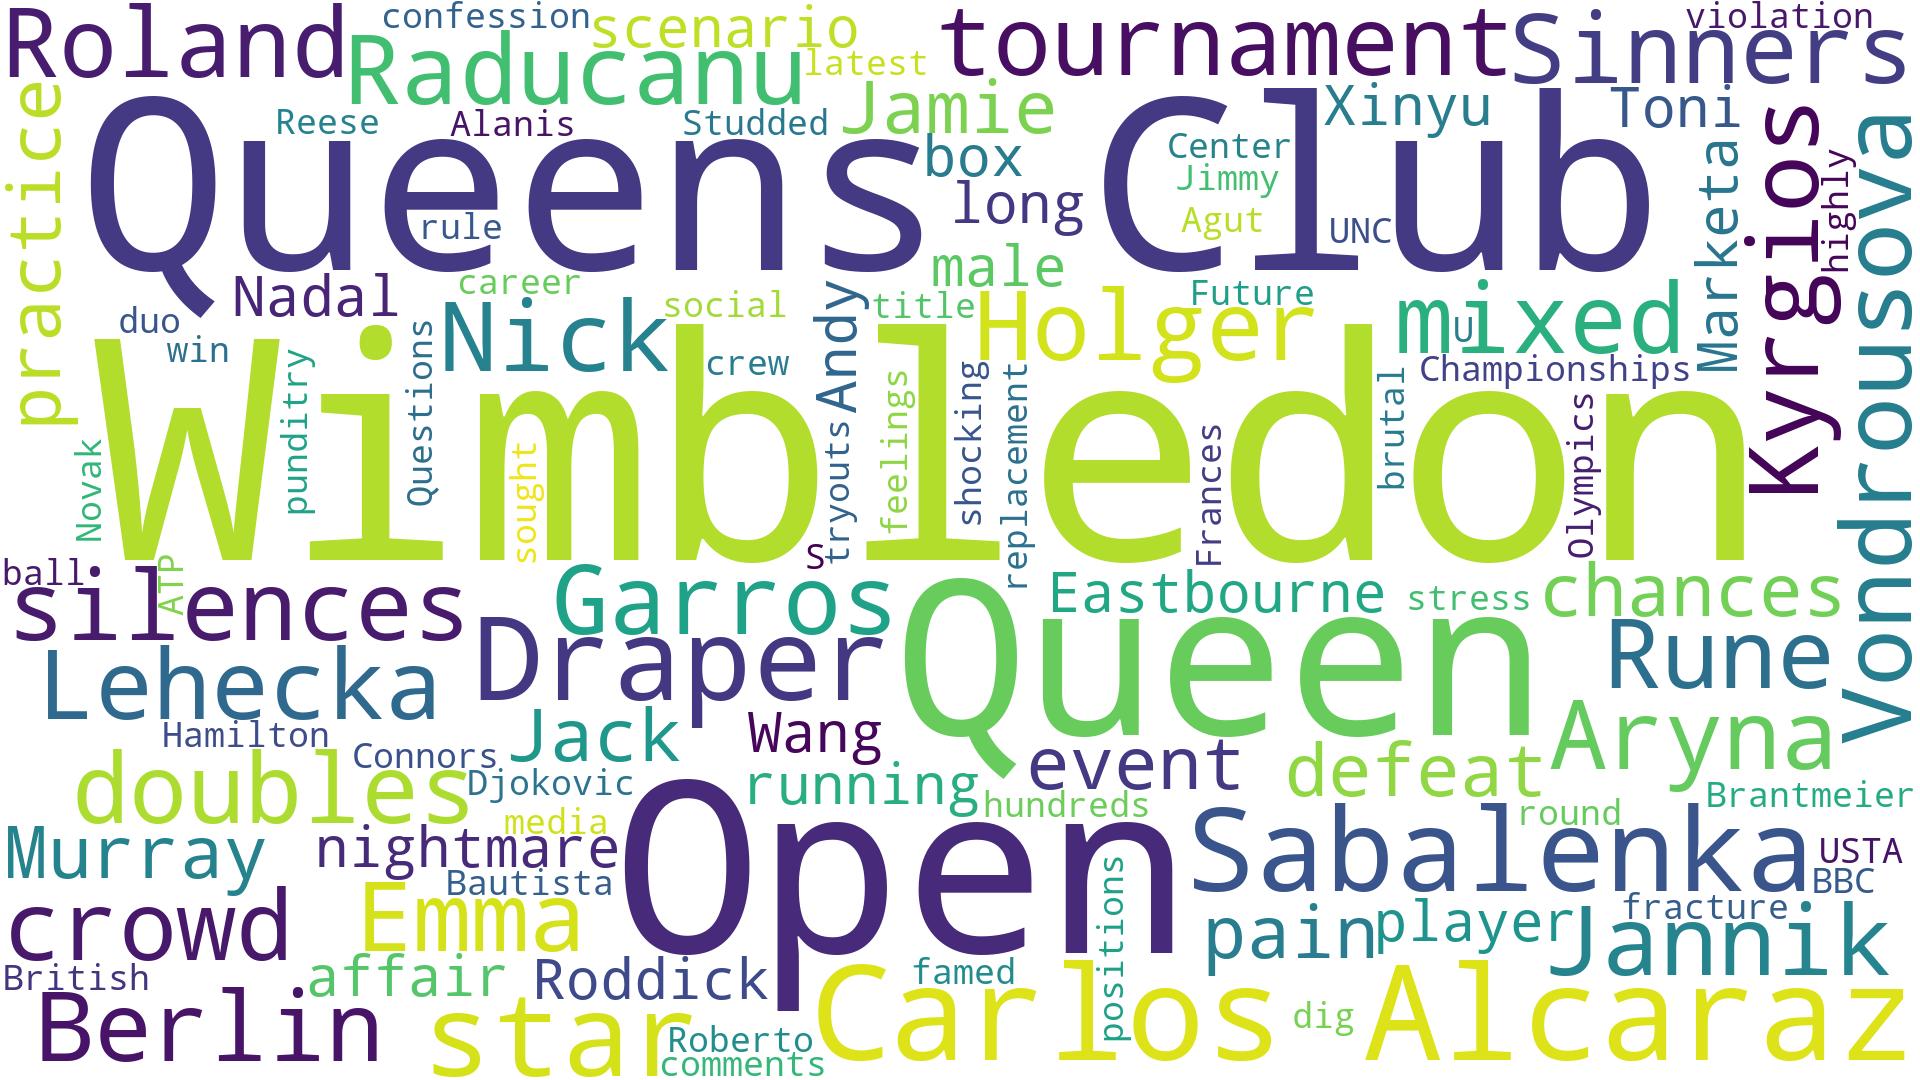 Roland
confession
scenario
tournament
Sinners
violation
Raducanu
latest
practice
Reese
Alanis
Studded
Jamie
Xinyu
Toni
Queens Club
box
Center
Jimmy
long
Agut
UNC
rule
Marketa
Kyrgios
highly
Vondrousova
Nadal
career
social
male
title
Future
mixed
U
duo
win
Nick
crew
Andy
Holger
Championships
Wimbledon
Novak
punditry
Questions
sought
tryouts
feelings
shocking
replacement
Frances
brutal
Olympics
S
ball
ATP
silences
Garros
Eastbourne
stress
chances
Lehecka
Draper
Queen
Rune
Hamilton
Connors
Jack
Wang
event
defeat
Aryna
doubles
Djokovic
running
hundreds
Brantmeier
media
round
Murray
nightmare
Open
Sabalenka
USTA
Bautista
BBC
crowd
Emma
positions
pain
player
fracture
Jannik
British
affair
Roddick
famed
Berlin
star
Roberto
comments
Carlos
dig
Alcaraz